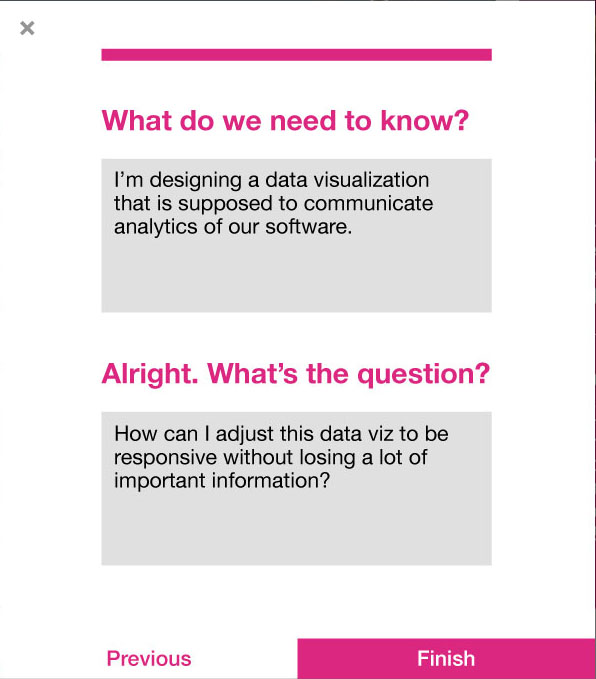 What do we need to know?
I’m designing a data visualization
that is supposed to communicate
analytics of our software.
Alright. What’s the question?
How can I adjust this data viz to be
responsive without losing a lot of
important information?
Previous
Finish